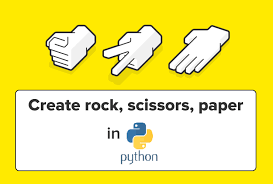 Create rock, scissors, paper
in
python